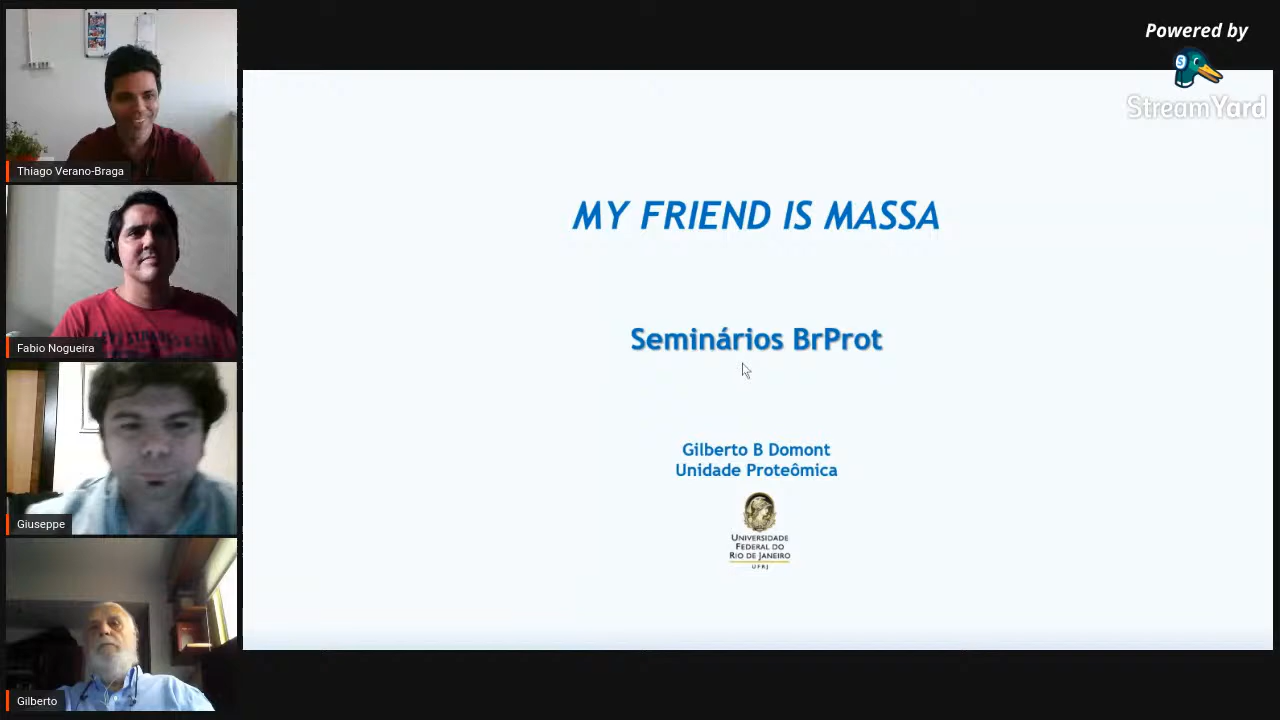 Powered by
StreamYard
Thiago Verano-Braga
Fabio Nogueira
Giuseppe
Gilberto
MY FRIEND IS MASSA
Seminários BrProt
Gilberto B Domont
Unidade Proteômica
UNIVERSIDADE
FEDERAL DO
RIO DE JANEIRO
UFRJ